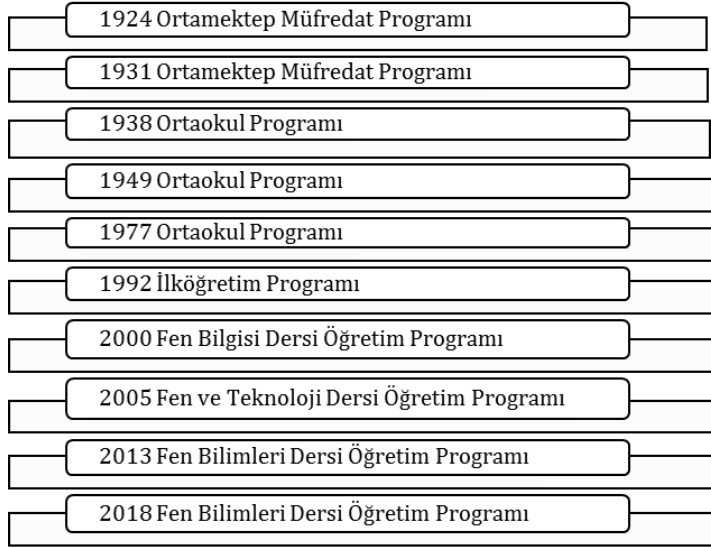 1924 Ortamektep Müfredat Programı
1931 Ortamektep Müfredat Programı
1938 Ortaokul Programı
1949 Ortaokul Programı
1977 Ortaokul Programı
1992 İlköğretim Programı
2000 Fen Bilgisi Dersi Öğretim Programı
2005 Fen ve Teknoloji Dersi Öğretim Programı
2013 Fen Bilimleri Dersi Öğretim Programı
2018 Fen Bilimleri Dersi Öğretim Programı